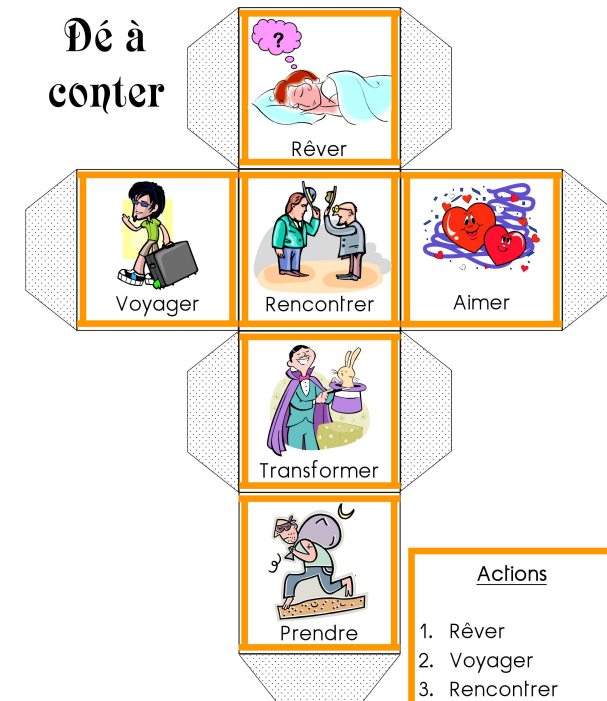 Dé à
conter
?
Rêver
Voyager
Rencontrer
Aimer
Transformer
Prendre
Actions
1. Rêver
2. Voyager
3. Rencontrer